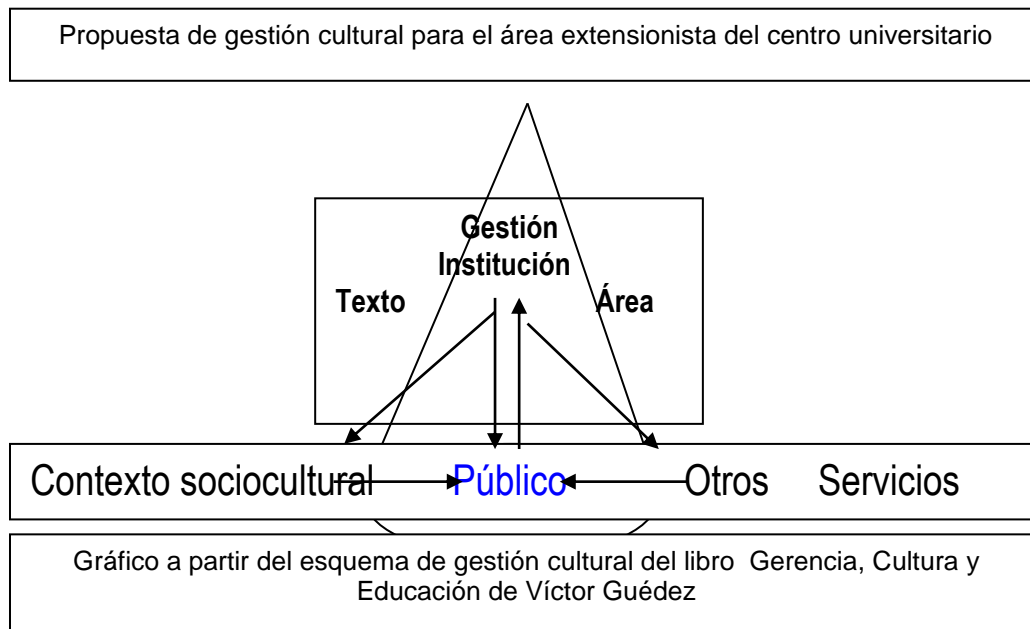 Propuesta de gestión cultural para el área extensionista del centro universitario
Gestión
Institución
Texto Área
Contexto sociocultural Público Otros Servicios
Gráfico a partir del esquema de gestión cultural del libro Gerencia, Cultura y
Educación de Víctor Guédez